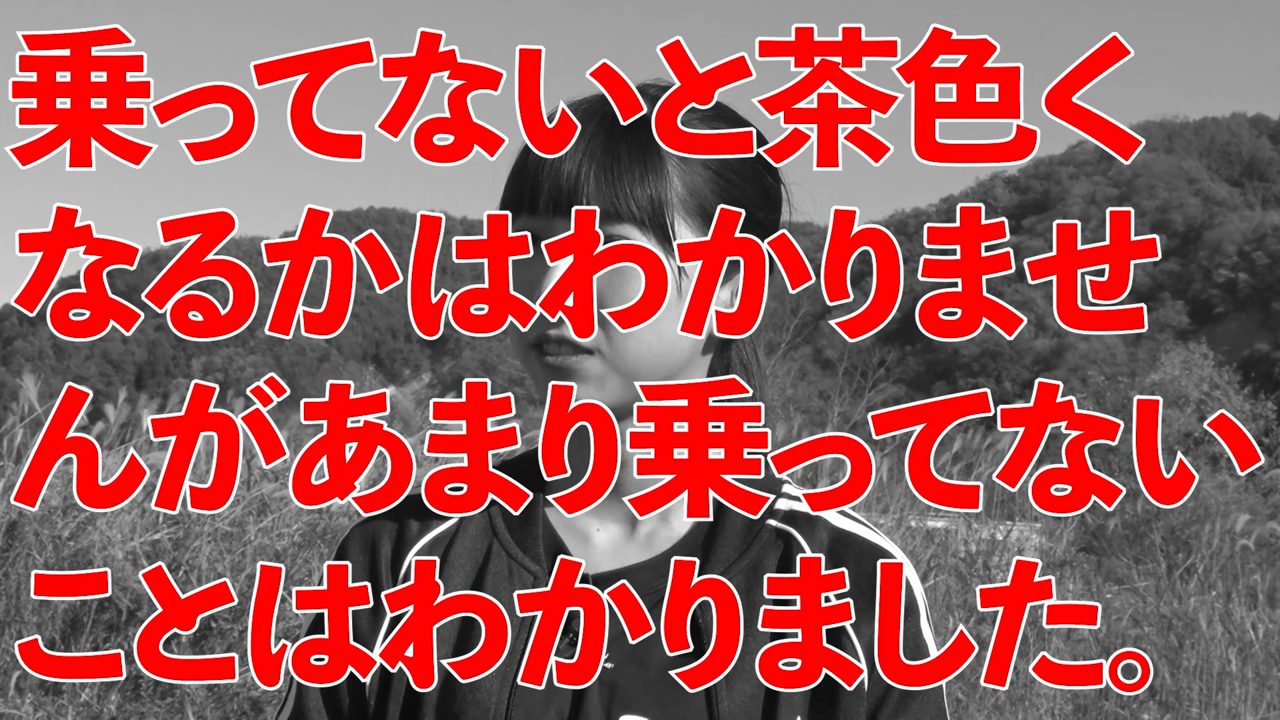 乗ってないと茶色く
なるかはわかりませ
んがあまり乗ってない
ことはわかりました。